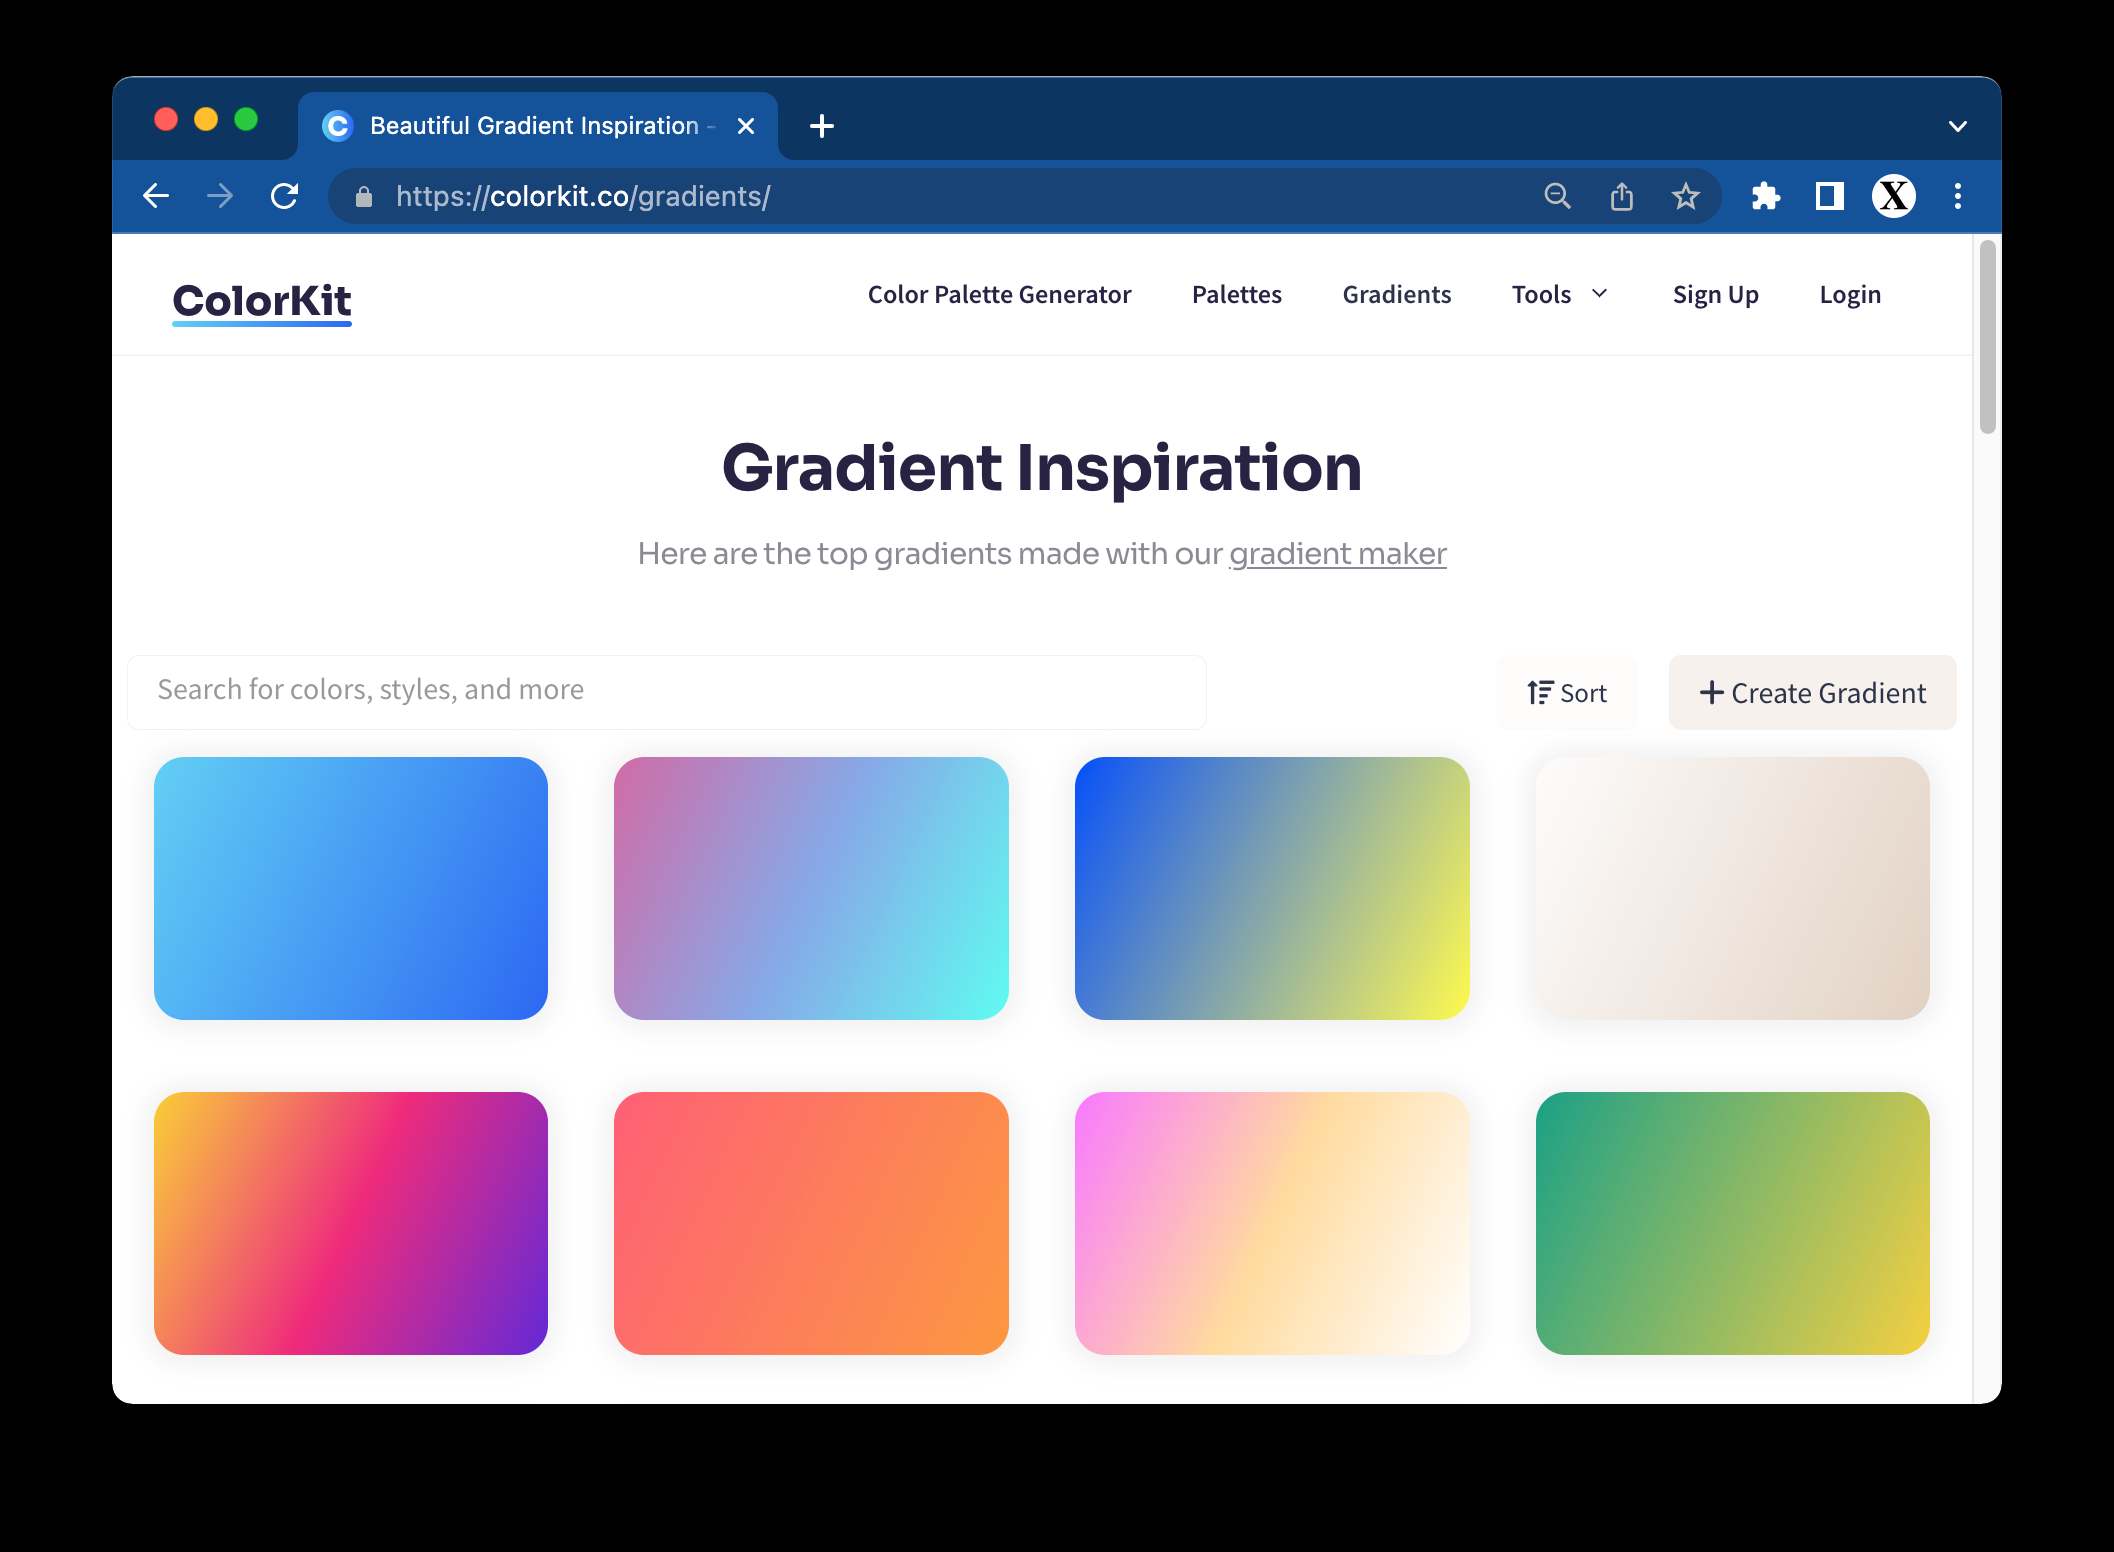 Beautiful Gradient Inspiration -
https://colorkit.co/gradients/
X
ColorKit
Color Palette Generator
Palettes
Gradients
Tools
Sign Up
Login
Gradient Inspiration
Here are the top gradients made with our gradient maker
Search for colors, styles, and more
Sort
Create Gradient